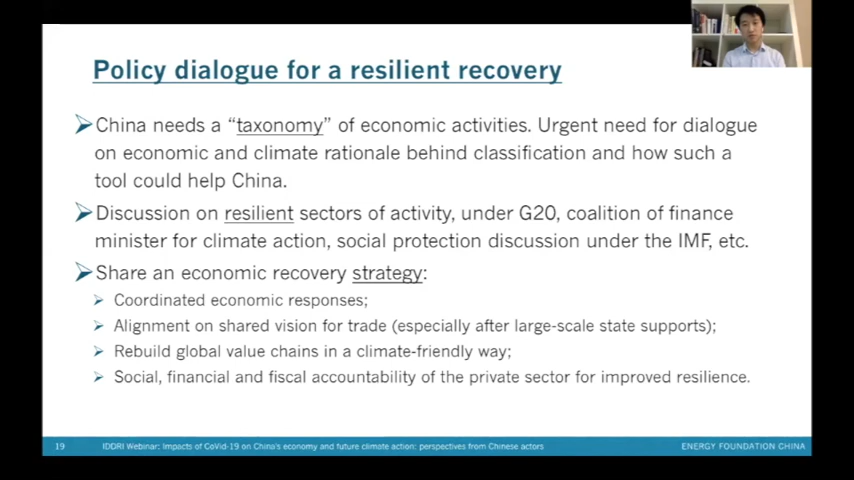 Policy dialogue for a resilient recovery
China needs a “taxonomy” of economic activities. Urgent need for dialogue
on economic and climate rationale behind classification and how such a
tool could help China.
Discussion on resilient sectors of activity, under G20, coalition of finance
minister for climate action, social protection discussion under the IMF, etc.
Share an economic recovery strategy:
Coordinated economic responses;
Alignment on shared vision for trade (especially after large-scale state supports);
Rebuild global value chains in a climate-friendly way;
Social, financial and fiscal accountability of the private sector for improved resilience.
19 IDDRI Webinar: Impacts of CoVid-19 on China's economy and future climate action: perspectives from Chinese actors ENERGY FOUNDATION CHINA